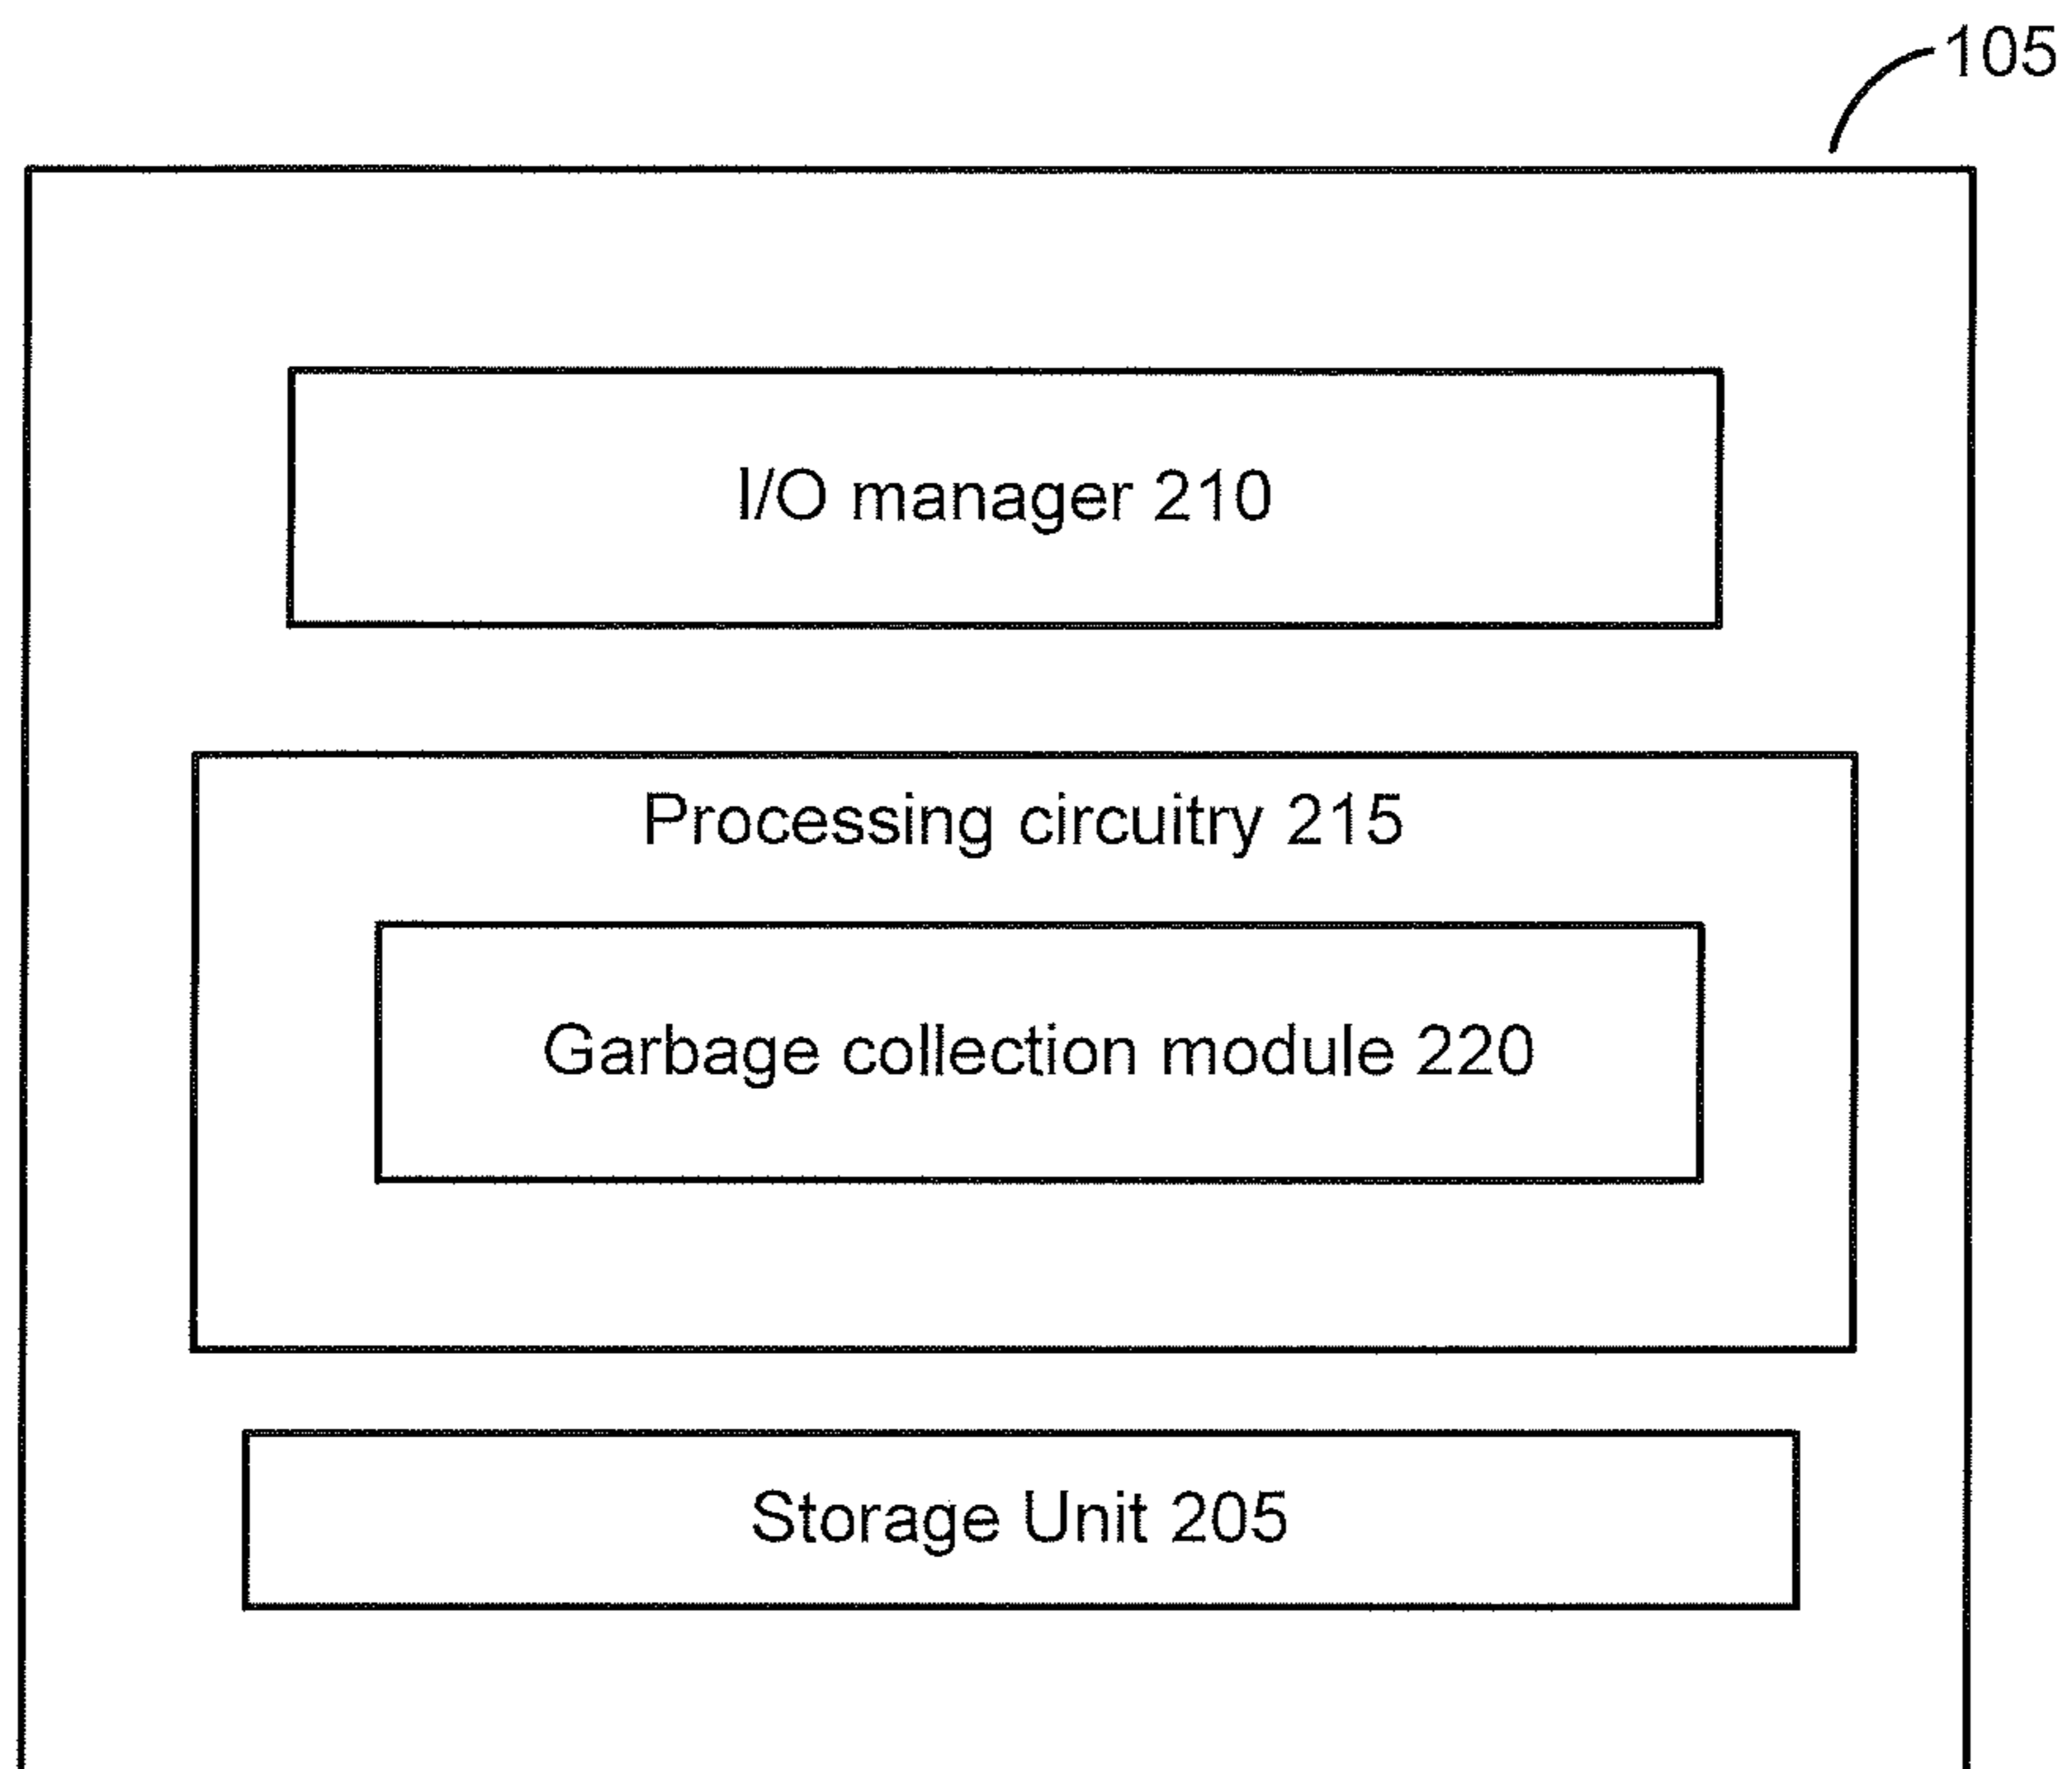 105
I/O manager 210
Processing circuitry 215
Garbage collection module 220
Storage Unit 205